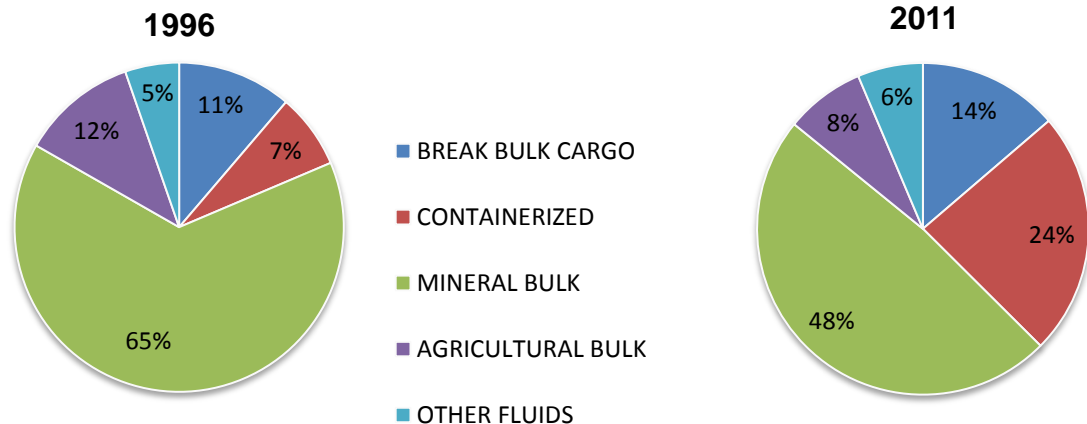 1996
5%
11%
12%
7%
65%
BREAK BULK CARGO
CONTAINERIZED
MINERAL BULK
AGRICULTURAL BULK
OTHER FLUIDS
2011
6%
14%
8%
24%
48%